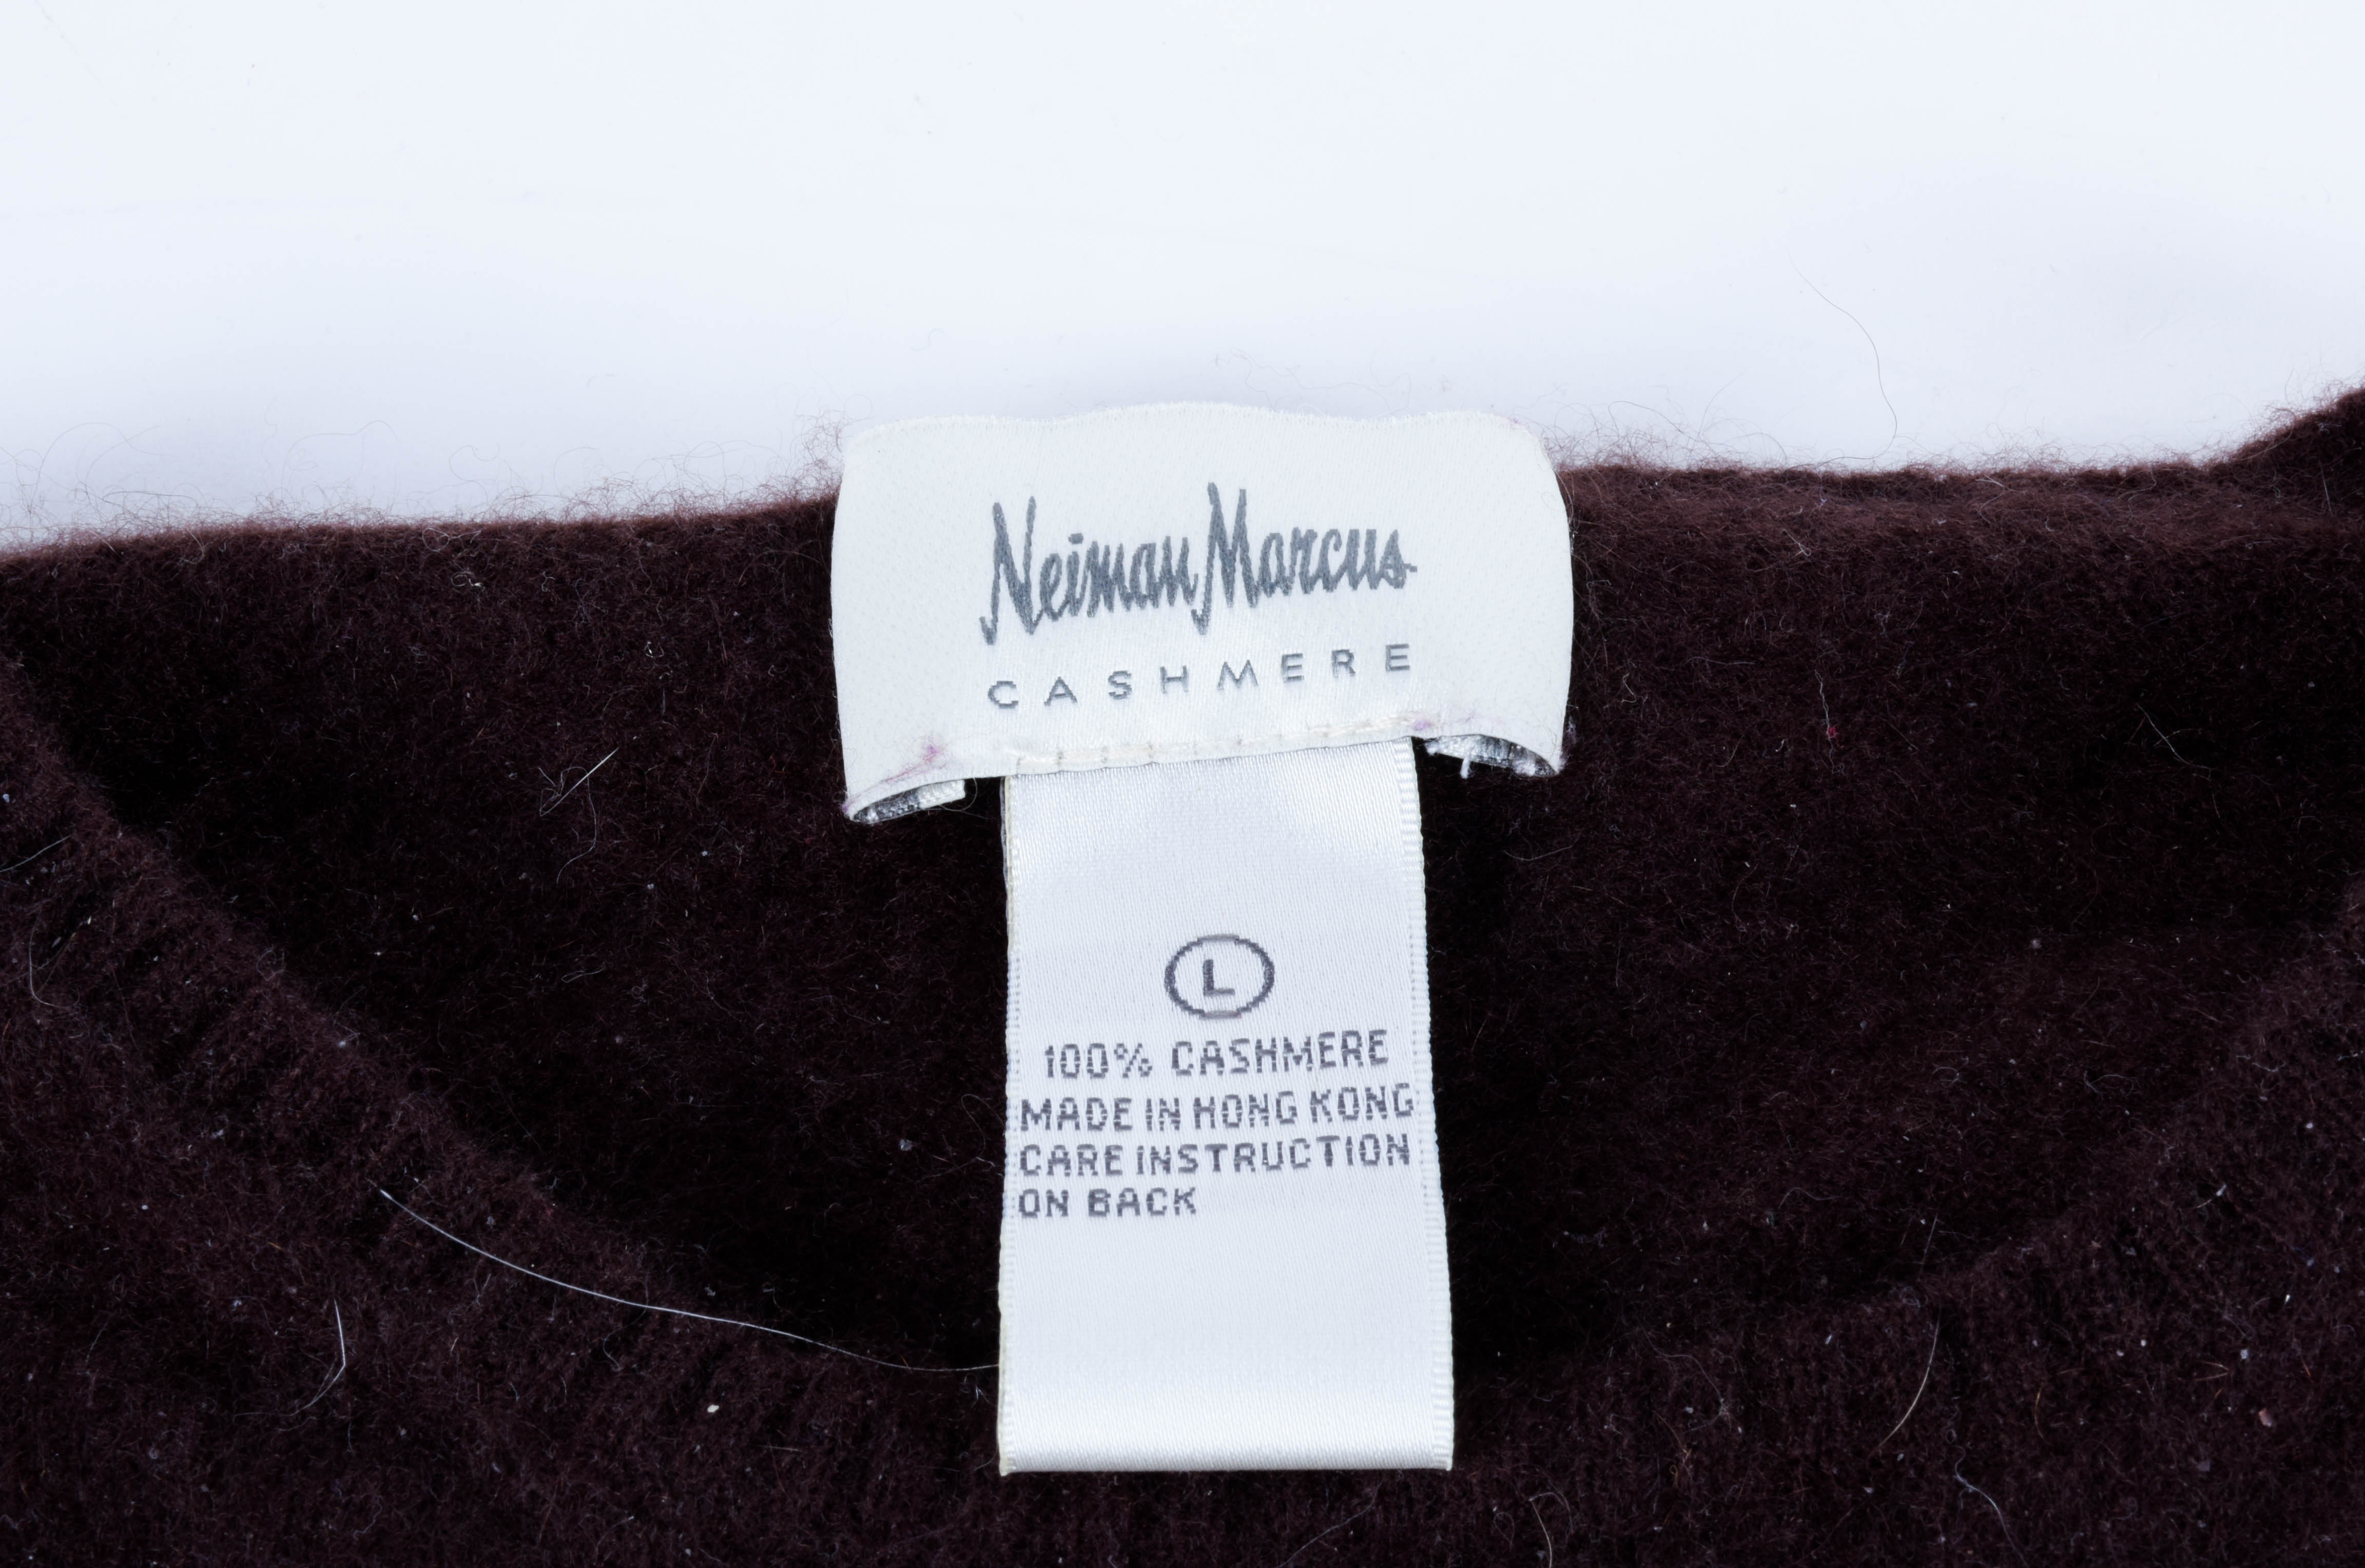 Neiman Marcus
CASHMERE
L
100% CASHMERE
MADE IN HONG KONG
CARE INSTRUCTION
ON BACK